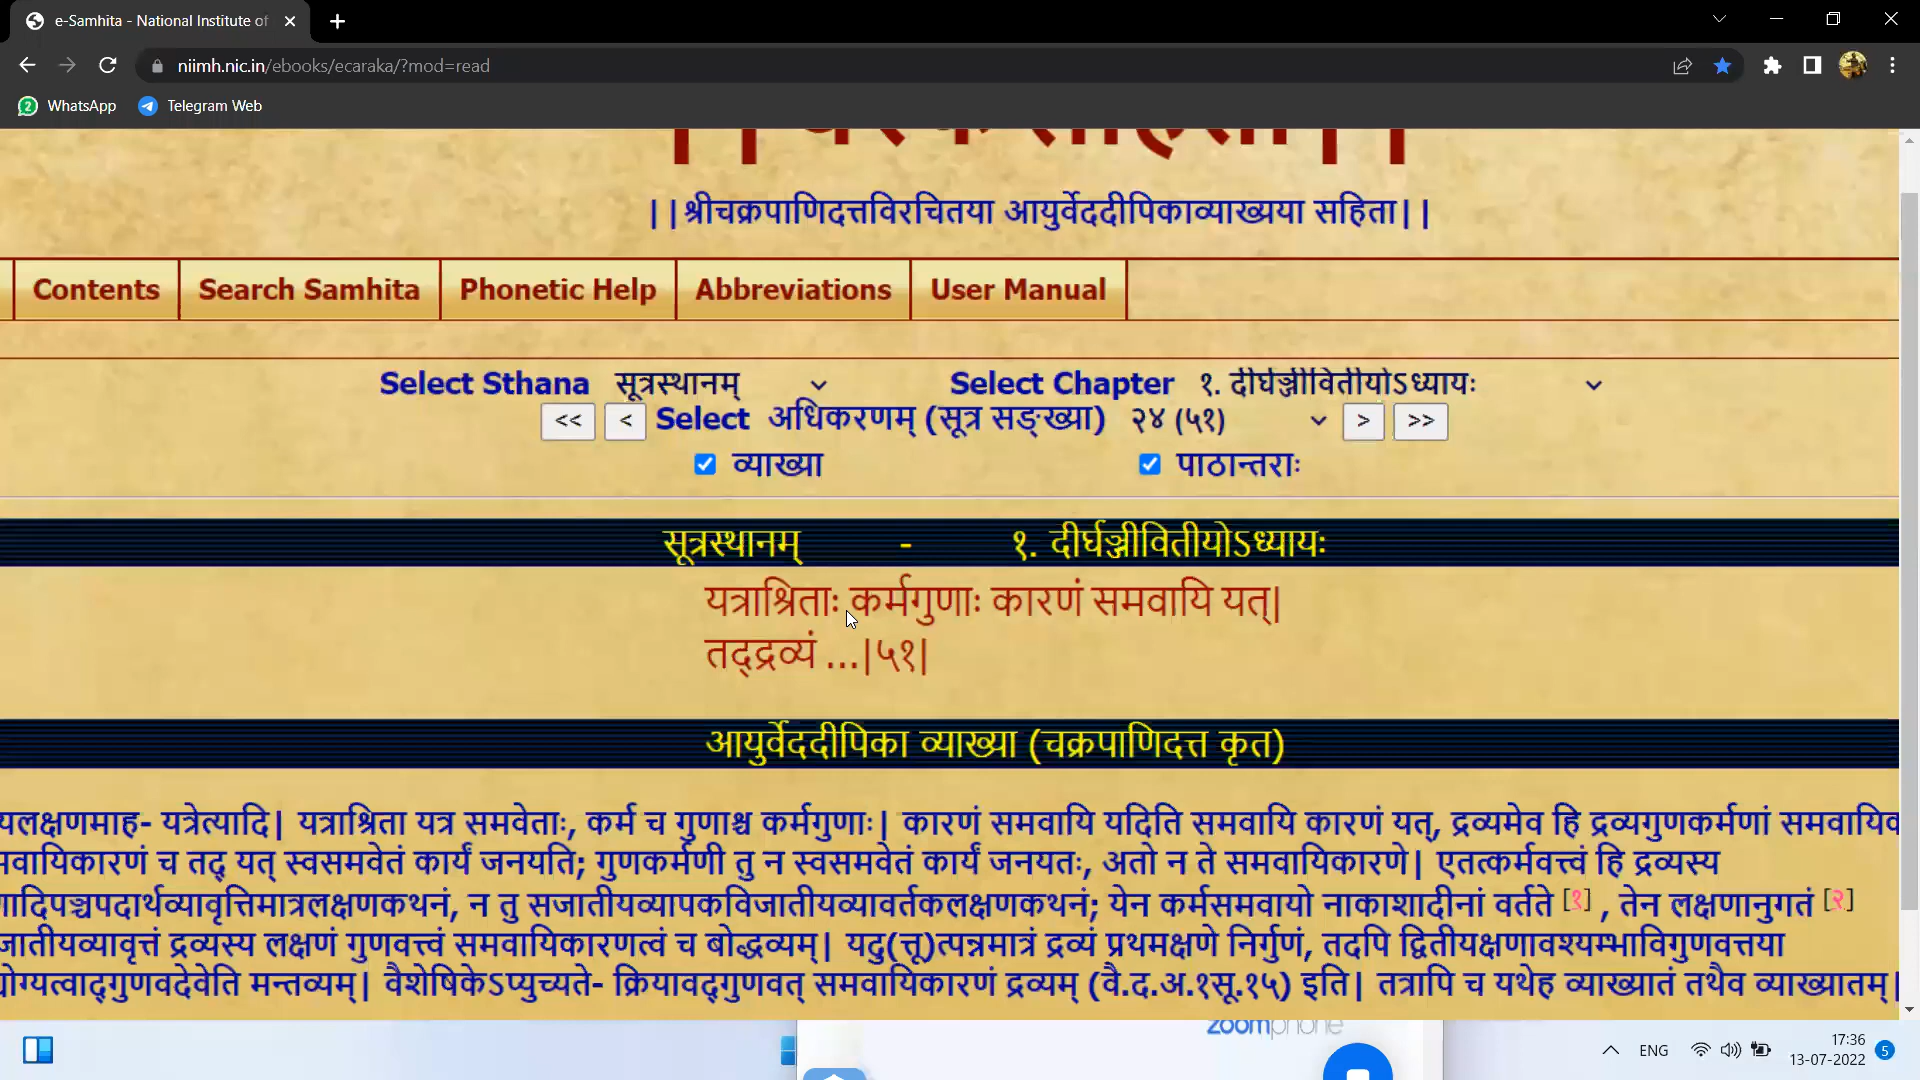 e-Samhita - National Institute of
niimh.nic.in/ebooks/ecaraka/?mod=read
2 WhatsApp Telegram Web
||श्रीचक्रपाणिदत्तविरचितया आयुर्वेददीपिकाव्याख्यया सहिता||
Contents Search Samhita Phonetic Help Abbreviations User Manual
Select Sthana सूत्रस्थानम् Select Chapter १. दीर्घञ्जीवितीयोऽध्यायः
<< < Select अधिकरणम् (सूत्र सङ्ख्या) २४ (५१) > >>
व्याख्या पाठान्तराः
सूत्रस्थानम् - १. दीर्घञ्जीवितीयोऽध्यायः
यत्राश्रिताः कर्मगुणाः कारणं समवायि यत्|
तद्द्रव्यं ...|५१|
आयुर्वेददीपिका व्याख्या (चक्रपाणिदत्त कृत)
यलक्षणमाह- यत्रेत्यादि| यत्राश्रिता यत्र समवेताः, कर्म च गुणाश्च कर्मगुणाः| कारणं समवायि यदिति समवायि कारणं यत्, द्रव्यमेव हि द्रव्यगुणकर्मणां
मवायिकारणं च तद् यत् स्वसमवेतं कार्यं जनयति; गुणकर्मणी तु न स्वसमवेतं कार्यं जनयतः, अतो न ते समवायिकारणे| एतत्कर्मवत्त्वं हि द्रव्यस्य
णादिपञ्चपदार्थव्यावृत्तिमात्रलक्षणकथनं, न तु सजातीयव्यापकविजातीयव्यावर्तकलक्षणकथनं; येन कर्मसमवायो नाकाशादीनां वर्तते [१] , तेन लक्षणानुगतं [२]
जातीयव्यावृत्तं द्रव्यस्य लक्षणं गुणवत्त्वं समवायिकारणत्वं च बोद्धव्यम्| यदु(त्तू)त्पन्नमात्रं द्रव्यं प्रथमक्षणे निर्गुणं, तदपि द्वितीयक्षणावश्यम्भाविगुणवत्तया
योग्यत्वाद्गुणवदेवेति मन्तव्यम्| वैशेषिकेऽप्युच्यते- क्रियावद्गुणवत् समवायिकारणं द्रव्यम् (वै.द.अ.१सू.१५) इति| तत्रापि च यथेह व्याख्यातं तथैव व्याख्यातम्|
zoom phone
ENG 17:36
13-07-2022 5